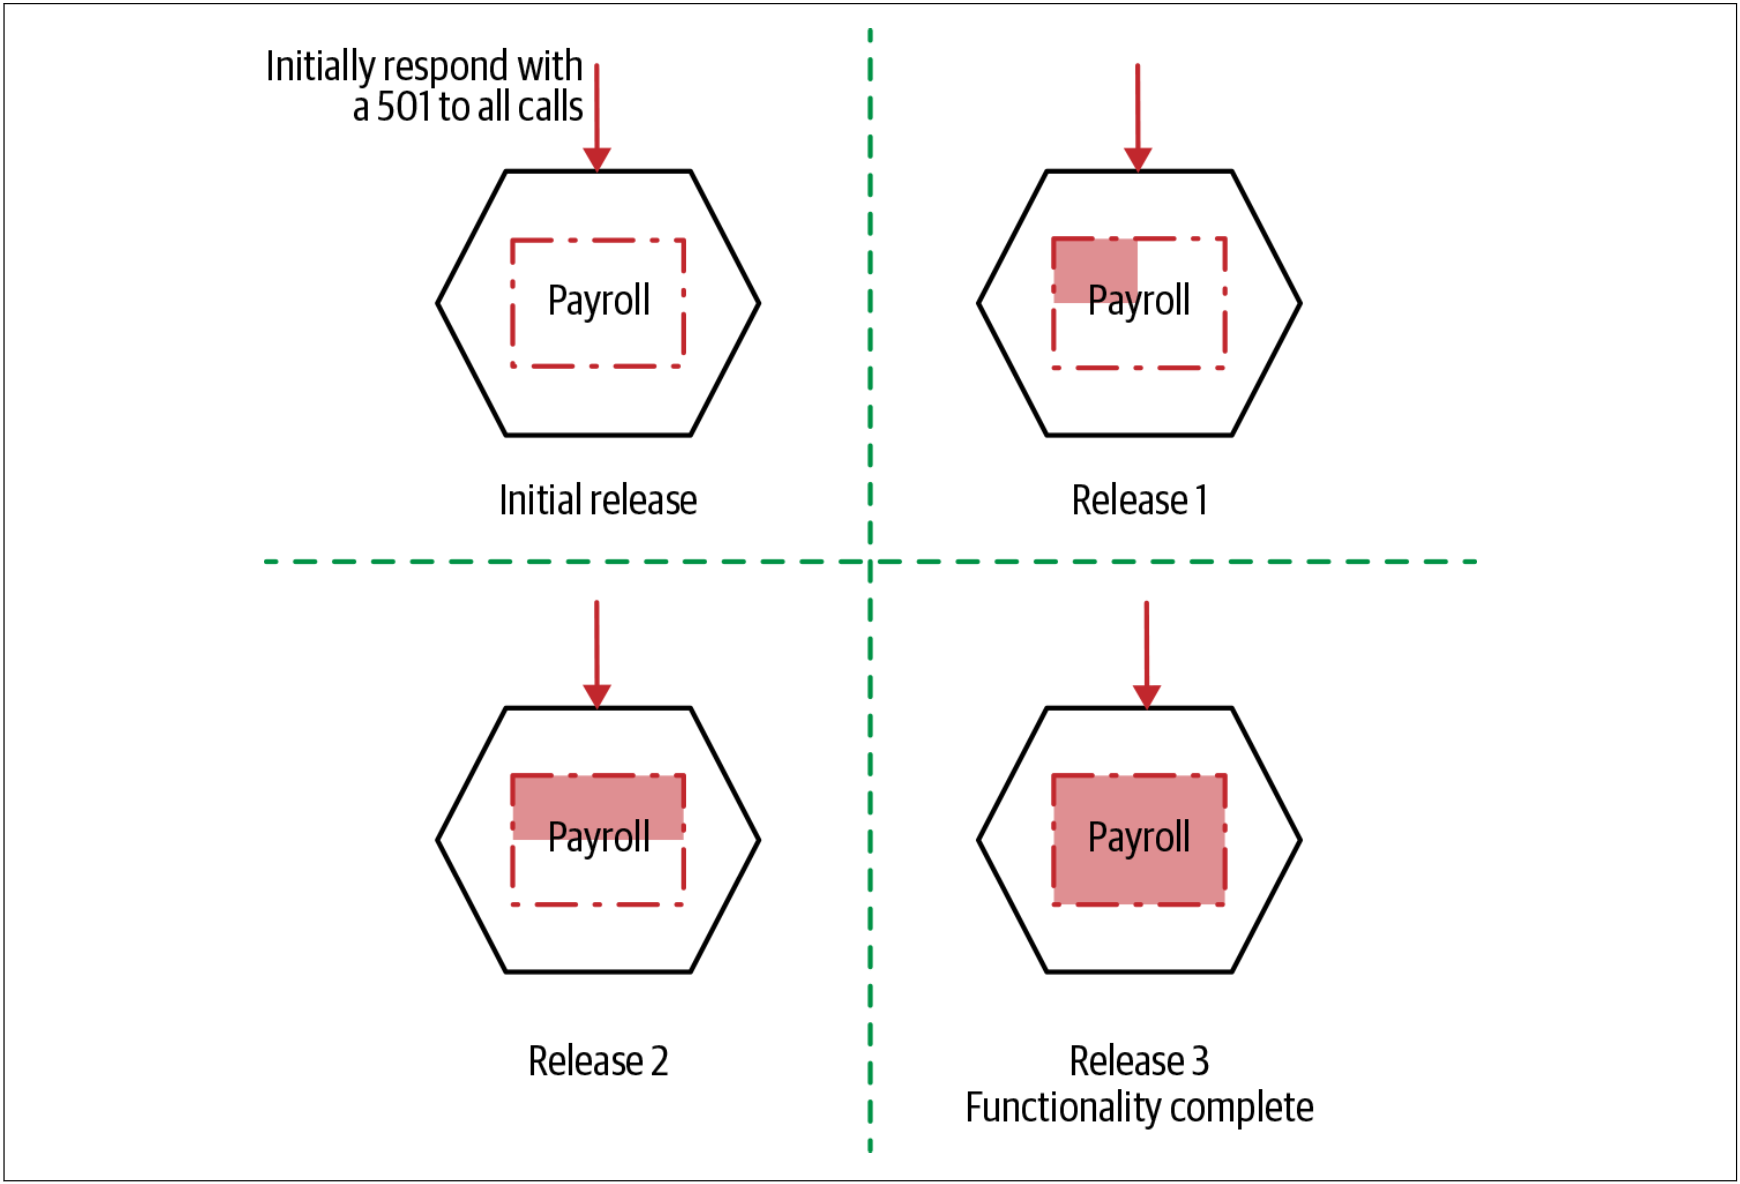 Initially respond with
a 501 to all calls
Payroll
Initial release
Payroll
Release 1
Payroll
Release 2
Payroll
Release 3
Functionality complete